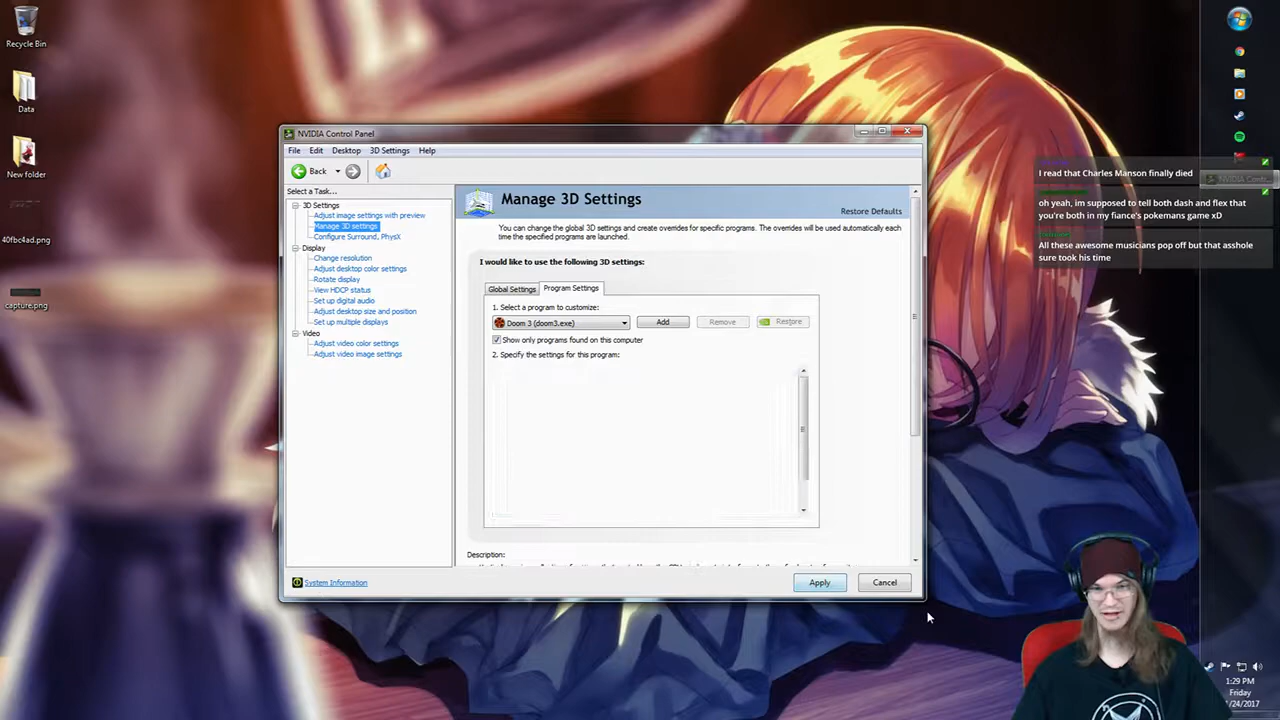 Recycle Bin
Data
New folder
40fbc4ad.png
capture.png
NVIDIA Control Panel
File Edit Desktop 3D Settings Help
Back
Select a Task...
3D Settings
Adjust image settings with preview
Manage 3D settings
Configure Surround, PhysX
Display
Change resolution
Adjust desktop color settings
Rotate display
View HDCP status
Set up digital audio
Adjust desktop size and position
Set up multiple displays
Video
Adjust video color settings
Adjust video image settings
System Information
Manage 3D Settings
Restore Defaults
You can change the global 3D settings and create overrides for specific programs. The overrides will be used automatically each
time the specified programs are launched.
I would like to use the following 3D settings:
Global Settings Program Settings
1. Select a program to customize:
Doom 3 (doom3.exe) Add Remove Restore
Show only programs found on this computer
2. Specify the settings for this program:
Description:
Apply Cancel
I read that Charles Manson finally died
NVIDIA Contr...
oh yeah, im supposed to tell both dash and flex that
you're both in my fiance's pokemans game xD
All these awesome musicians pop off but that asshole
sure took his time
1:29 PM
Friday
1/24/2017